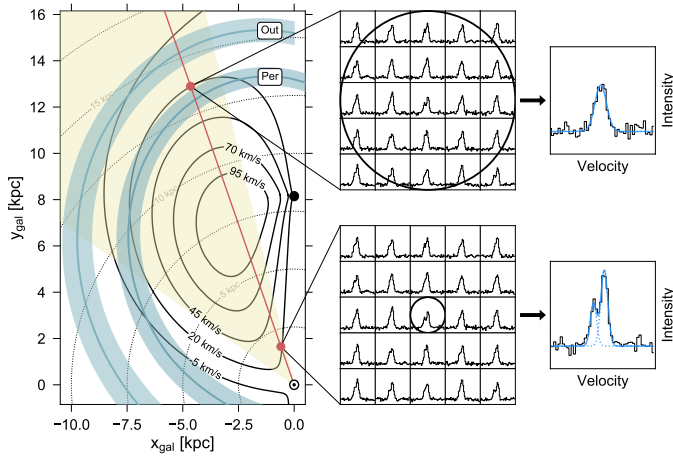 16
14
12
10
8
6
4
2
0
y_gal [kpc]
-10.0
-7.5
-5.0
-2.5
0.0
x_gal [kpc]
Out
Per
15 kpc
10 kpc
5 kpc
70 km/s
95 km/s
45 km/s
20 km/s
-5 km/s
Intensity
Velocity
Intensity
Velocity